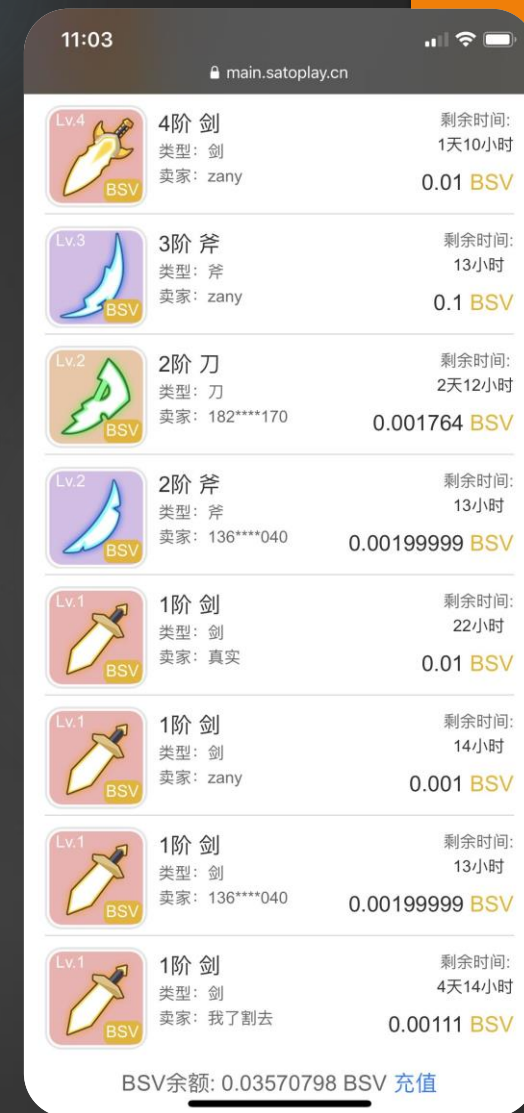 11:03
main.satoplay.cn
Lv.4
BSV
4阶 剑
类型：剑
卖家：zany
剩余时间:
1天10小时
0.01 BSV
Lv.3
BSV
3阶 斧
类型：斧
卖家：zany
剩余时间:
13小时
0.1 BSV
Lv.2
BSV
2阶 刀
类型：刀
卖家：182****170
剩余时间:
2天12小时
0.001764 BSV
Lv.2
BSV
2阶 斧
类型：斧
卖家：136****040
剩余时间:
13小时
0.00199999 BSV
Lv.1
BSV
1阶 剑
类型：剑
卖家：真实
剩余时间:
22小时
0.01 BSV
Lv.1
BSV
1阶 剑
类型：剑
卖家：zany
剩余时间:
14小时
0.001 BSV
Lv.1
BSV
1阶 剑
类型：剑
卖家：136****040
剩余时间:
13小时
0.00199999 BSV
Lv.1
BSV
1阶 剑
类型：剑
卖家：我了割去
剩余时间:
4天14小时
0.00111 BSV
BSV余额: 0.03570798 BSV 充值